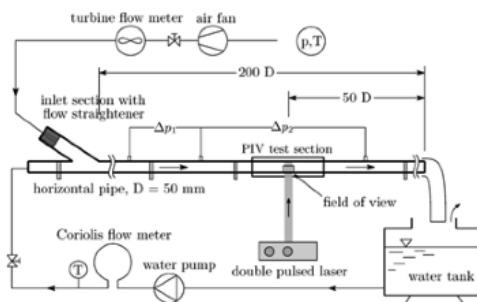 turbine flow meter
air fan
p,T
200 D
inlet section with
flow straightener
50 D
Δp₁
Δp₂
PIV test section
horizontal pipe, D = 50 mm
field of view
Coriolis flow meter
T
water pump
double pulsed laser
water tank